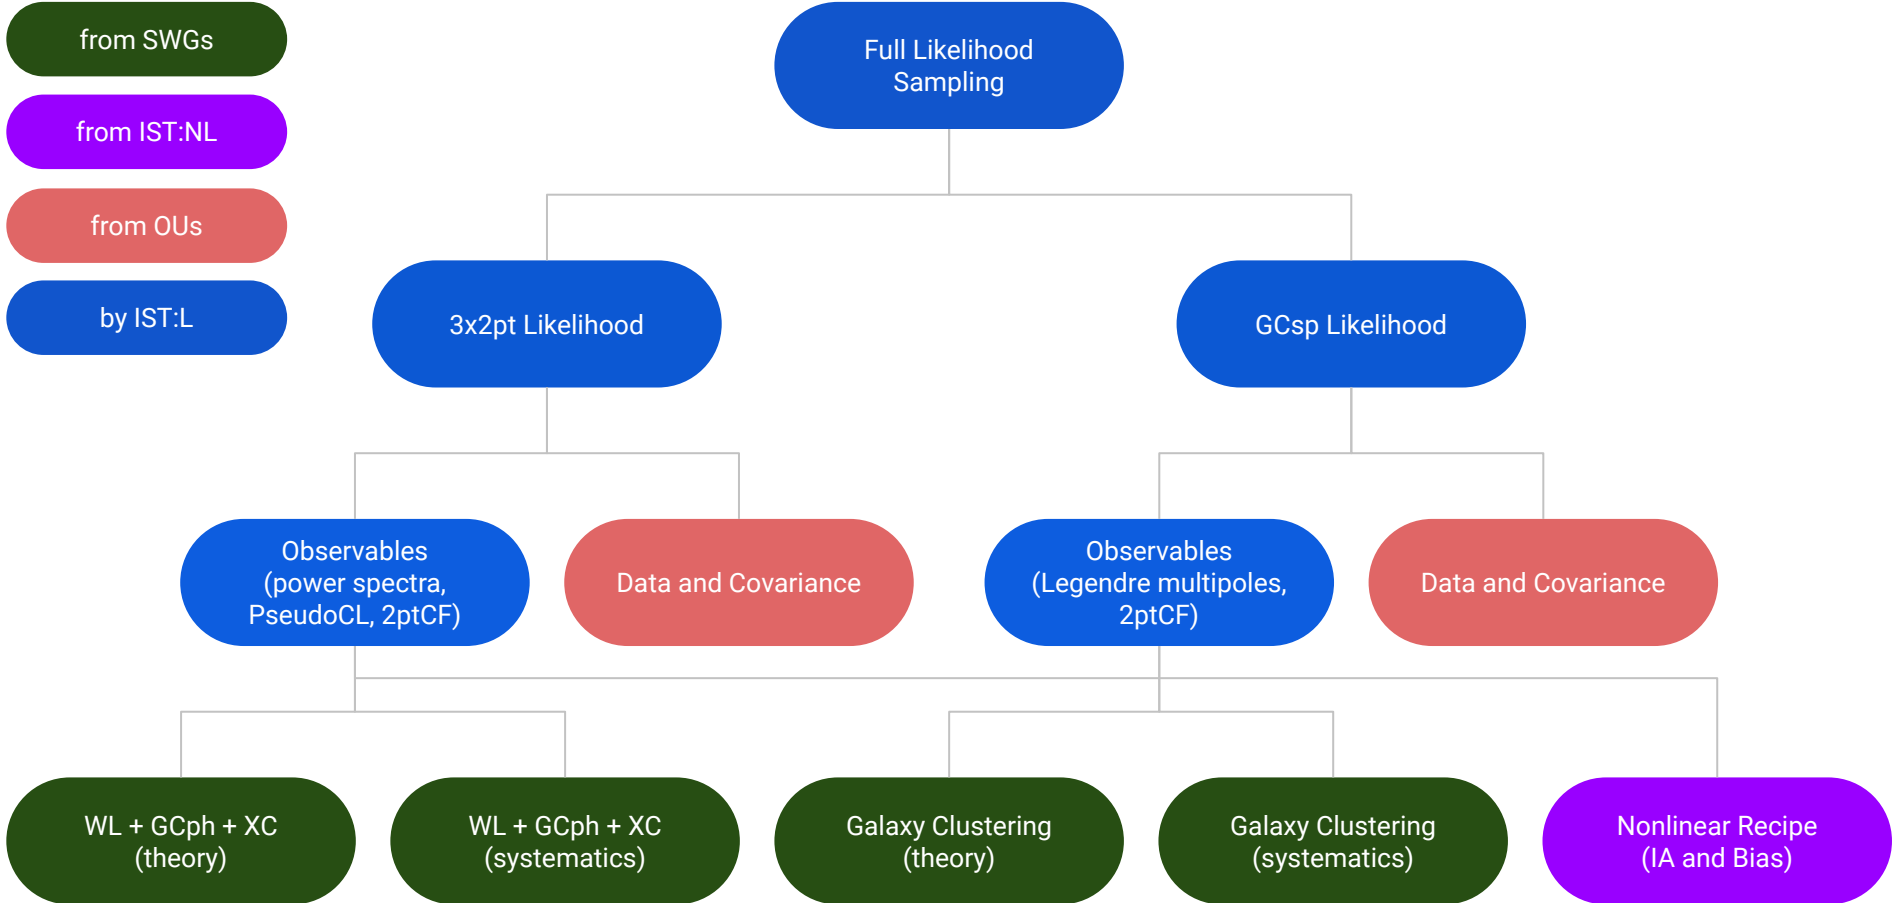 from SWGs
from IST:NL
from OUs
by IST:L
Full Likelihood
Sampling
3x2pt Likelihood
GCsp Likelihood
Observables
(power spectra,
PseudoCL, 2ptCF)
Data and Covariance
Observables
(Legendre multipoles,
2ptCF)
Data and Covariance
WL + GCph + XC
(theory)
WL + GCph + XC
(systematics)
Galaxy Clustering
(theory)
Galaxy Clustering
(systematics)
Nonlinear Recipe
(IA and Bias)